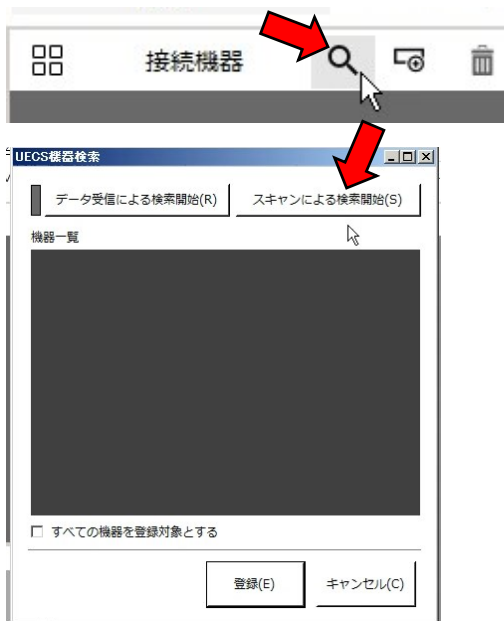 接続機器
UECS機器検索
データ受信による検索開始(R)
スキャンによる検索開始(S)
機器一覧
すべての機器を登録対象とする
登録(E)
キャンセル(C)